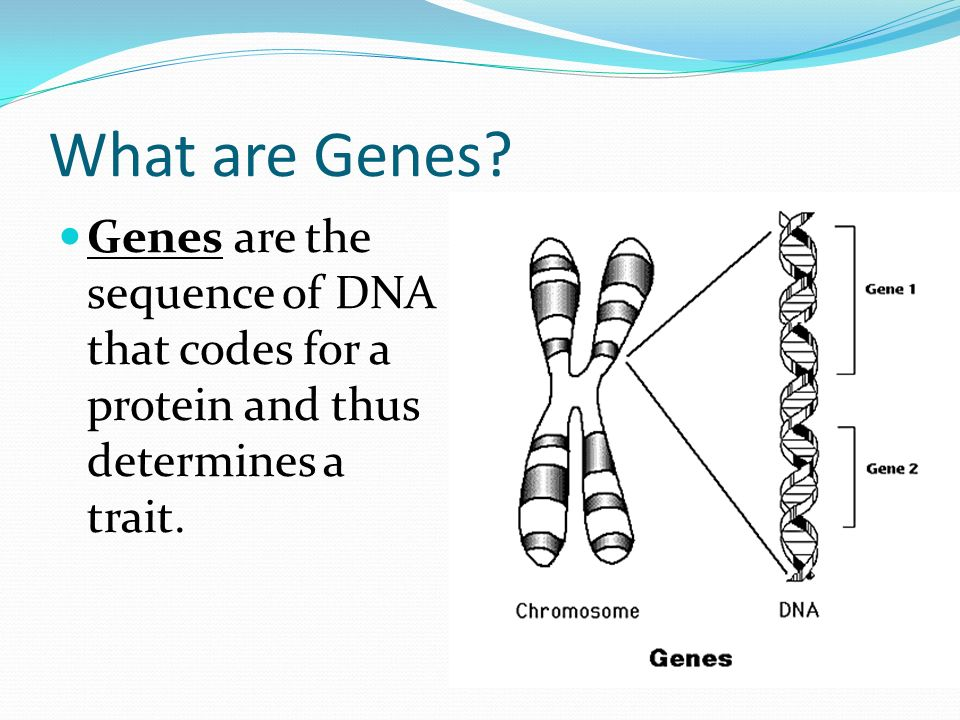 What are Genes?
Genes are the
sequence of DNA
that codes for a
protein and thus
determines a
trait.
Gene 1
Gene 2
Chromosome
DNA
Genes